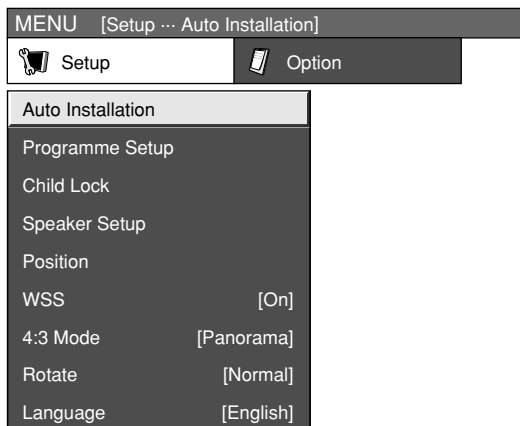 MENU [Setup ··· Auto Installation]
Setup Option
Auto Installation
Programme Setup
Child Lock
Speaker Setup
Position
WSS [On]
4:3 Mode [Panorama]
Rotate [Normal]
Language [English]